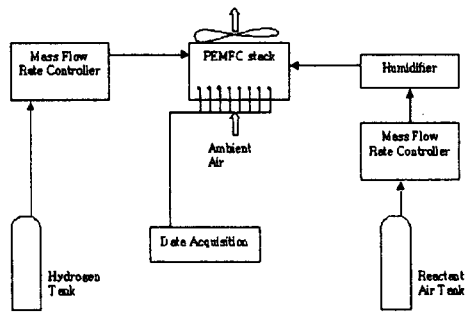 Mass Flow
Rate Controller
PEMFC stack
Humidifier
Mass Flow
Rate Controller
Ambient
Air
Data Acquisition
Hydrogen
Tank
Reactant
Air Tank